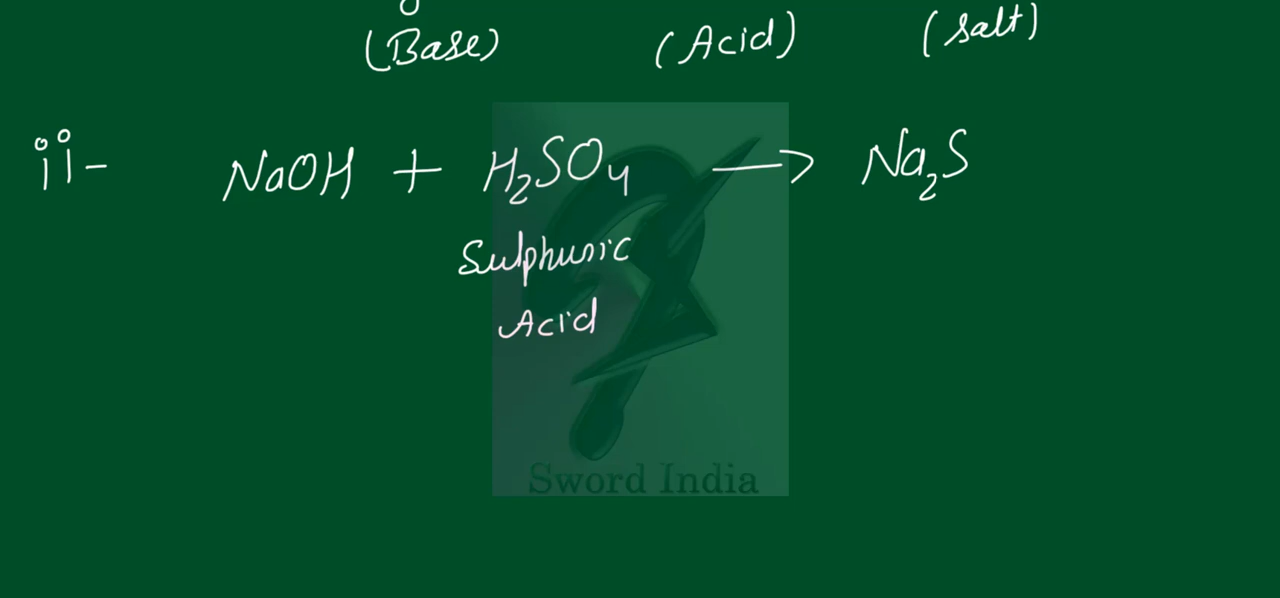 (Base) (Acid) (Salt)
ii- NaOH + H₂SO₄ → Na₂S
Sulphuric
Acid
Sword India